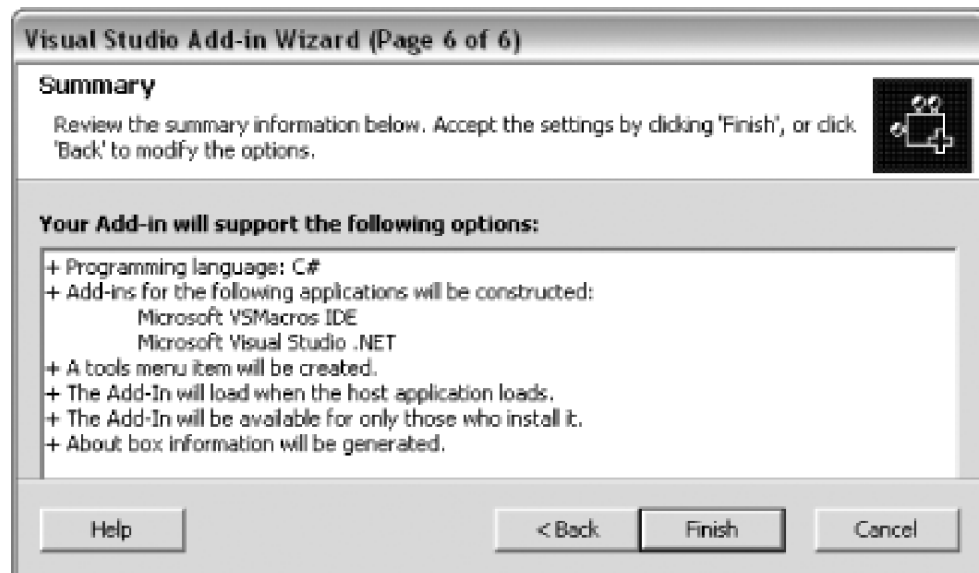 Visual Studio Add-in Wizard (Page 6 of 6)
Summary
Review the summary information below. Accept the settings by clicking 'Finish', or click
'Back' to modify the options.
Your Add-in will support the following options:
+ Programming language: C#
+ Add-ins for the following applications will be constructed:
Microsoft VSMacros IDE
Microsoft Visual Studio .NET
+ A tools menu item will be created.
+ The Add-In will load when the host application loads.
+ The Add-In will be available for only those who install it.
+ About box information will be generated.
Help
< Back
Finish
Cancel